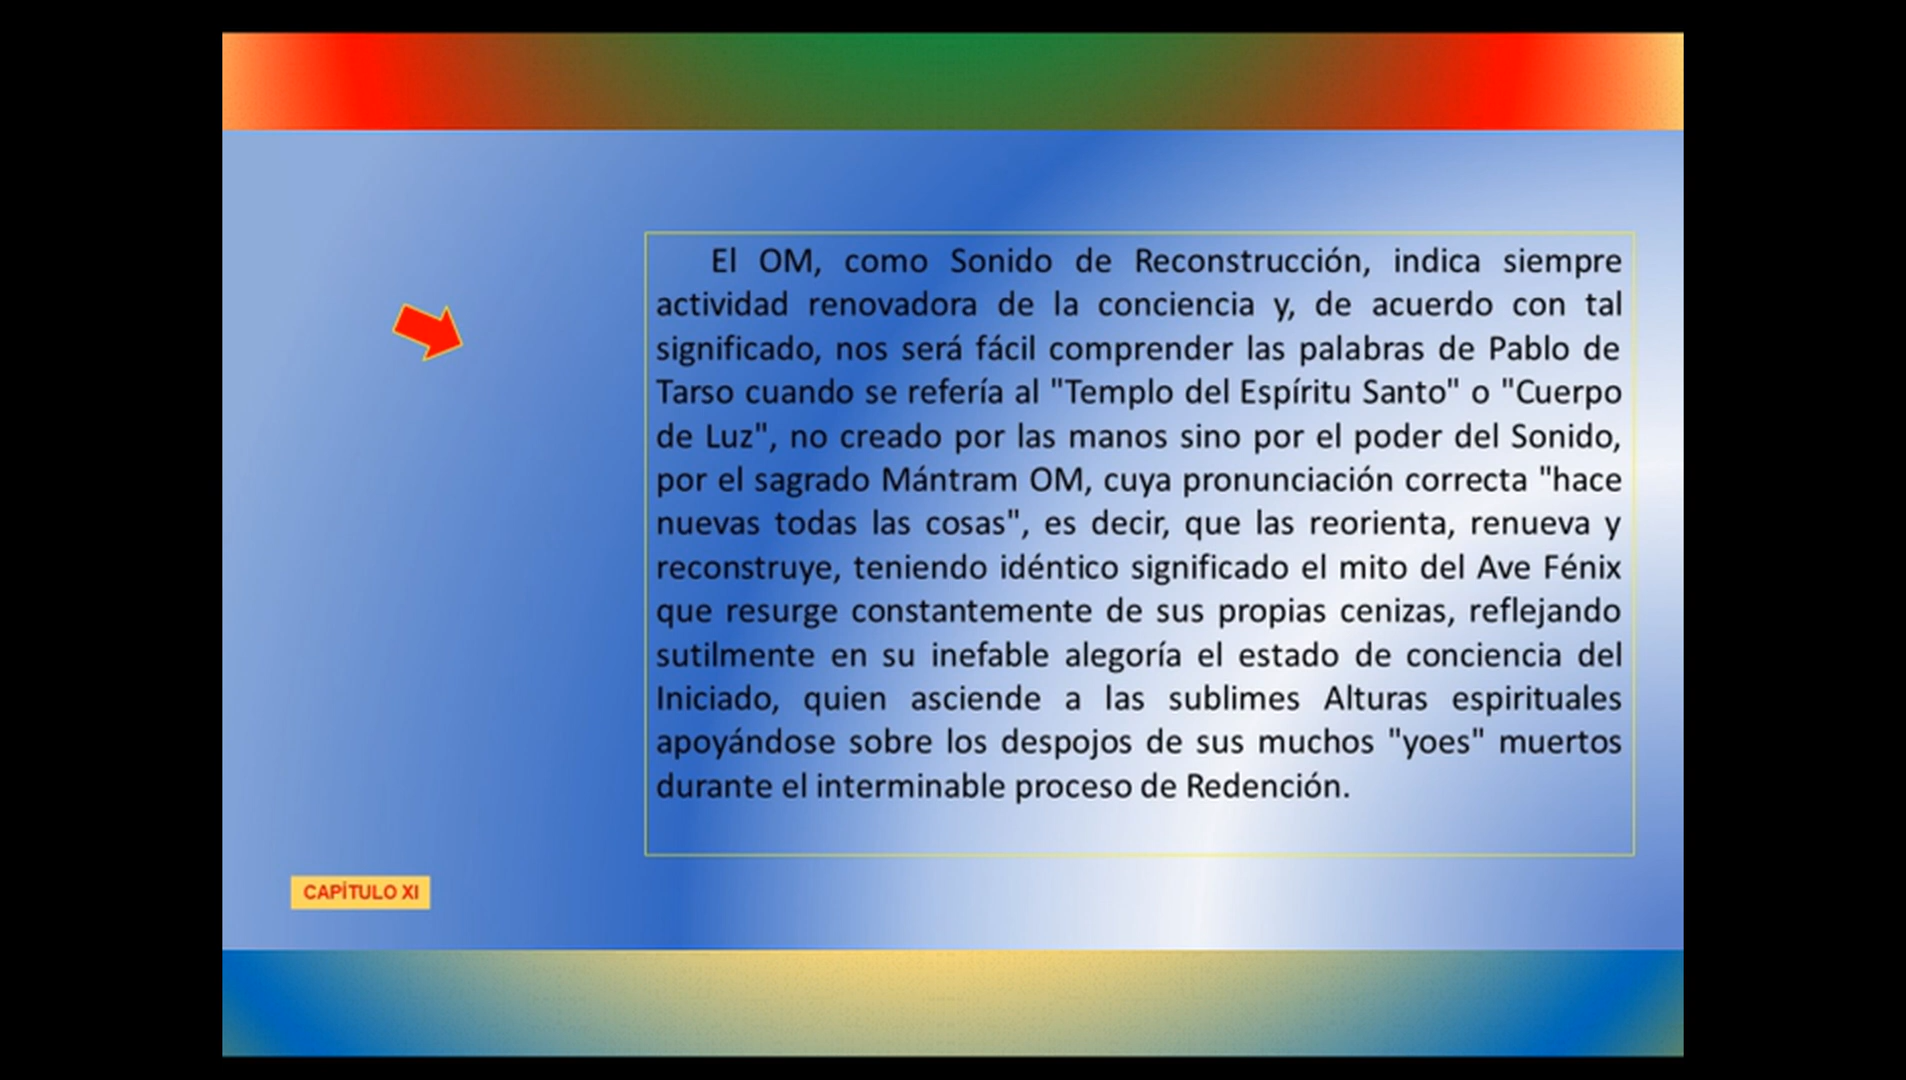 El OM, como Sonido de Reconstrucción, indica siempre
actividad renovadora de la conciencia y, de acuerdo con tal
significado, nos será fácil comprender las palabras de Pablo de
Tarso cuando se refería al "Templo del Espíritu Santo" o "Cuerpo
de Luz", no creado por las manos sino por el poder del Sonido,
por el sagrado Mántram OM, cuya pronunciación correcta "hace
nuevas todas las cosas", es decir, que las reorienta, renueva y
reconstruye, teniendo idéntico significado el mito del Ave Fénix
que resurge constantemente de sus propias cenizas, reflejando
sutilmente en su inefable alegoría el estado de conciencia del
Iniciado, quien asciende a las sublimes Alturas espirituales
apoyándose sobre los despojos de sus muchos "yoes" muertos
durante el interminable proceso de Redención.
CAPÍTULO XI